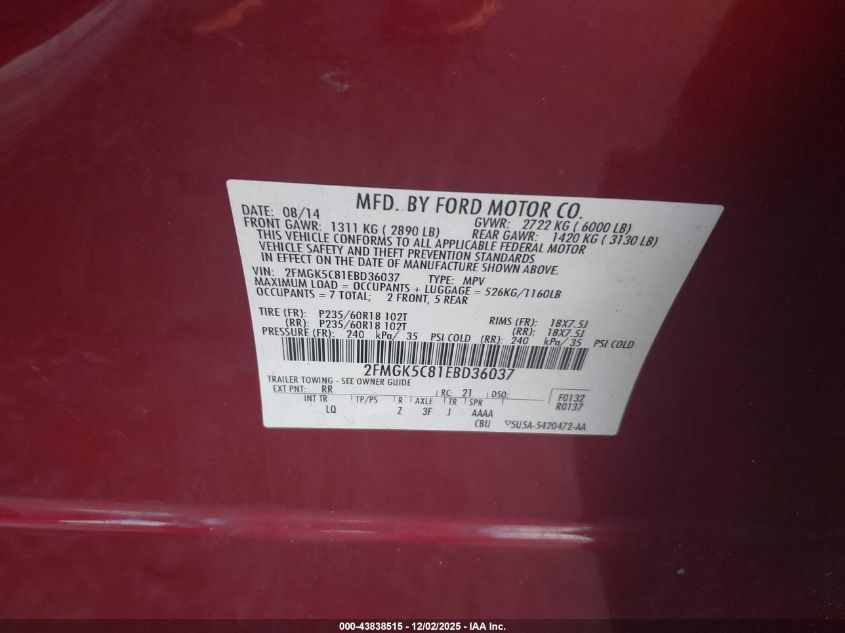 MFD. BY FORD MOTOR CO.
DATE: 08/14 GVWR: 2722 KG ( 6000 LB)
FRONT GAWR: 1311 KG ( 2890 LB) REAR GAWR: 1420 KG ( 3130 LB)
THIS VEHICLE CONFORMS TO ALL APPLICABLE FEDERAL MOTOR
VEHICLE SAFETY AND THEFT PREVENTION STANDARDS
IN EFFECT ON THE DATE OF MANUFACTURE SHOWN ABOVE.
VIN: 2FMGK5C81EBD36037 TYPE: MPV
MAXIMUM LOAD = OCCUPANTS + LUGGAGE = 526KG/1160LB
OCCUPANTS = 7 TOTAL; 2 FRONT, 5 REAR
TIRE (FR): P235/60R18 102T RIMS (FR): 18X7.5J
(RR): P235/60R18 102T (RR): 18X7.5J
PRESSURE (FR): 240 kPa/ 35 PSI COLD (RR): 240 kPa/ 35 PSI COLD
2FMGK5C81EBD36037
TRAILER TOWING - SEE OWNER GUIDE
EXT PNT: RR RC: 21 DSO: F0132
INT TR TP/PS R AXLE TR SPR R0137
LQ Z 3F J AAAA
CBU ▽5U5A-5420472-AA
000-43838515 - 12/02/2025 - IAA Inc.